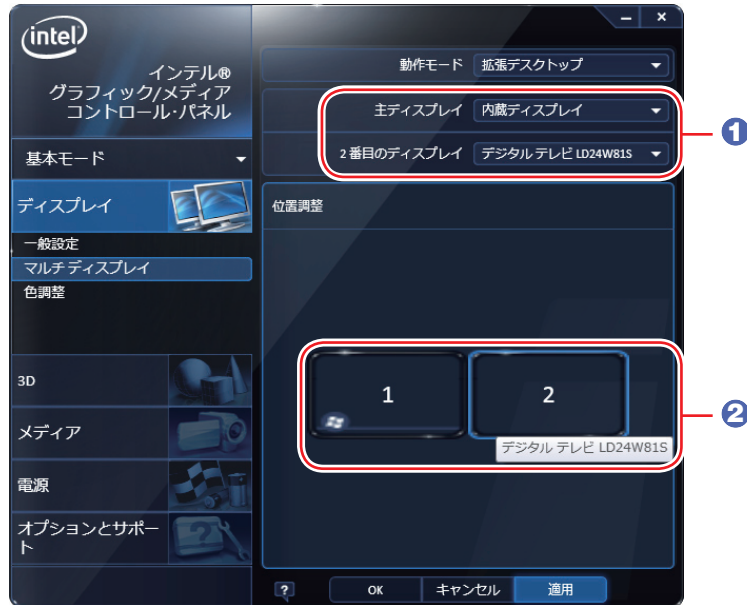 intel
インテル®
グラフィック/メディア
コントロール・パネル
基本モード
ディスプレイ
一般設定
マルチ ディスプレイ
色調整
3D
メディア
電源
オプションとサポー
ト
動作モード 拡張デスクトップ
主ディスプレイ 内蔵ディスプレイ
2 番目のディスプレイ デジタル テレビ LD24W81S
1
位置調整
1
2
デジタル テレビ LD24W81S
2
?
OK
キャンセル
適用